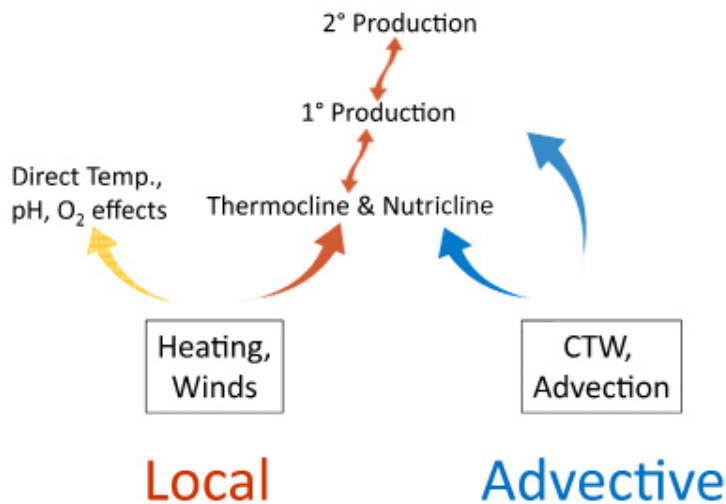 2° Production
1° Production
Direct Temp.,
pH, O₂ effects
Thermocline & Nutricline
Heating,
Winds
CTW,
Advection
Local
Advective